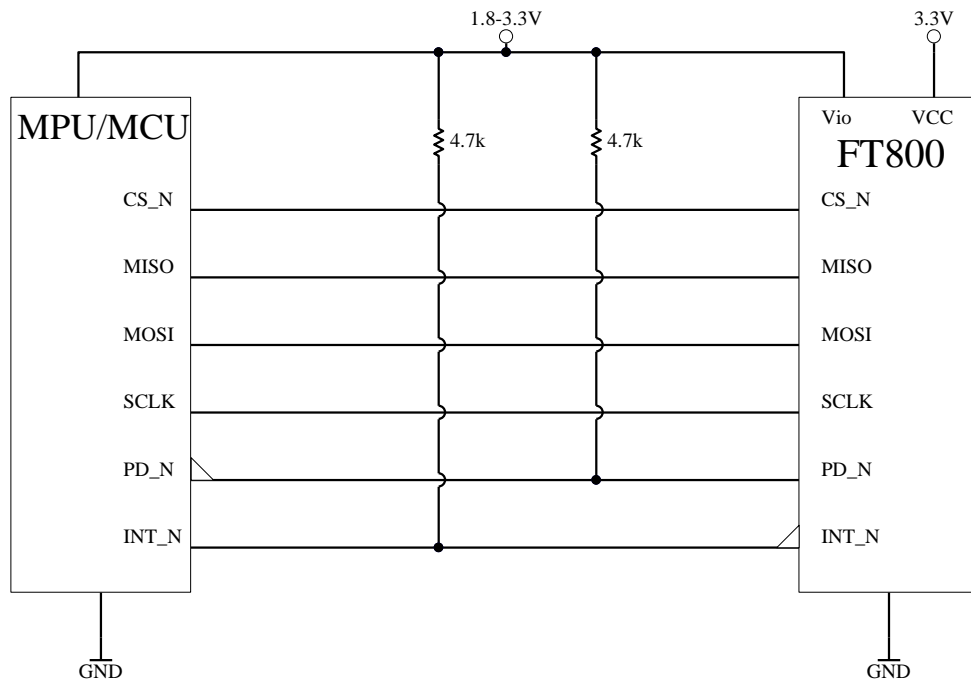 1.8-3.3V
3.3V
MPU/MCU
4.7k
4.7k
Vio
VCC
FT800
CS_N
CS_N
MISO
MISO
MOSI
MOSI
SCLK
SCLK
PD_N
PD_N
INT_N
INT_N
GND
GND